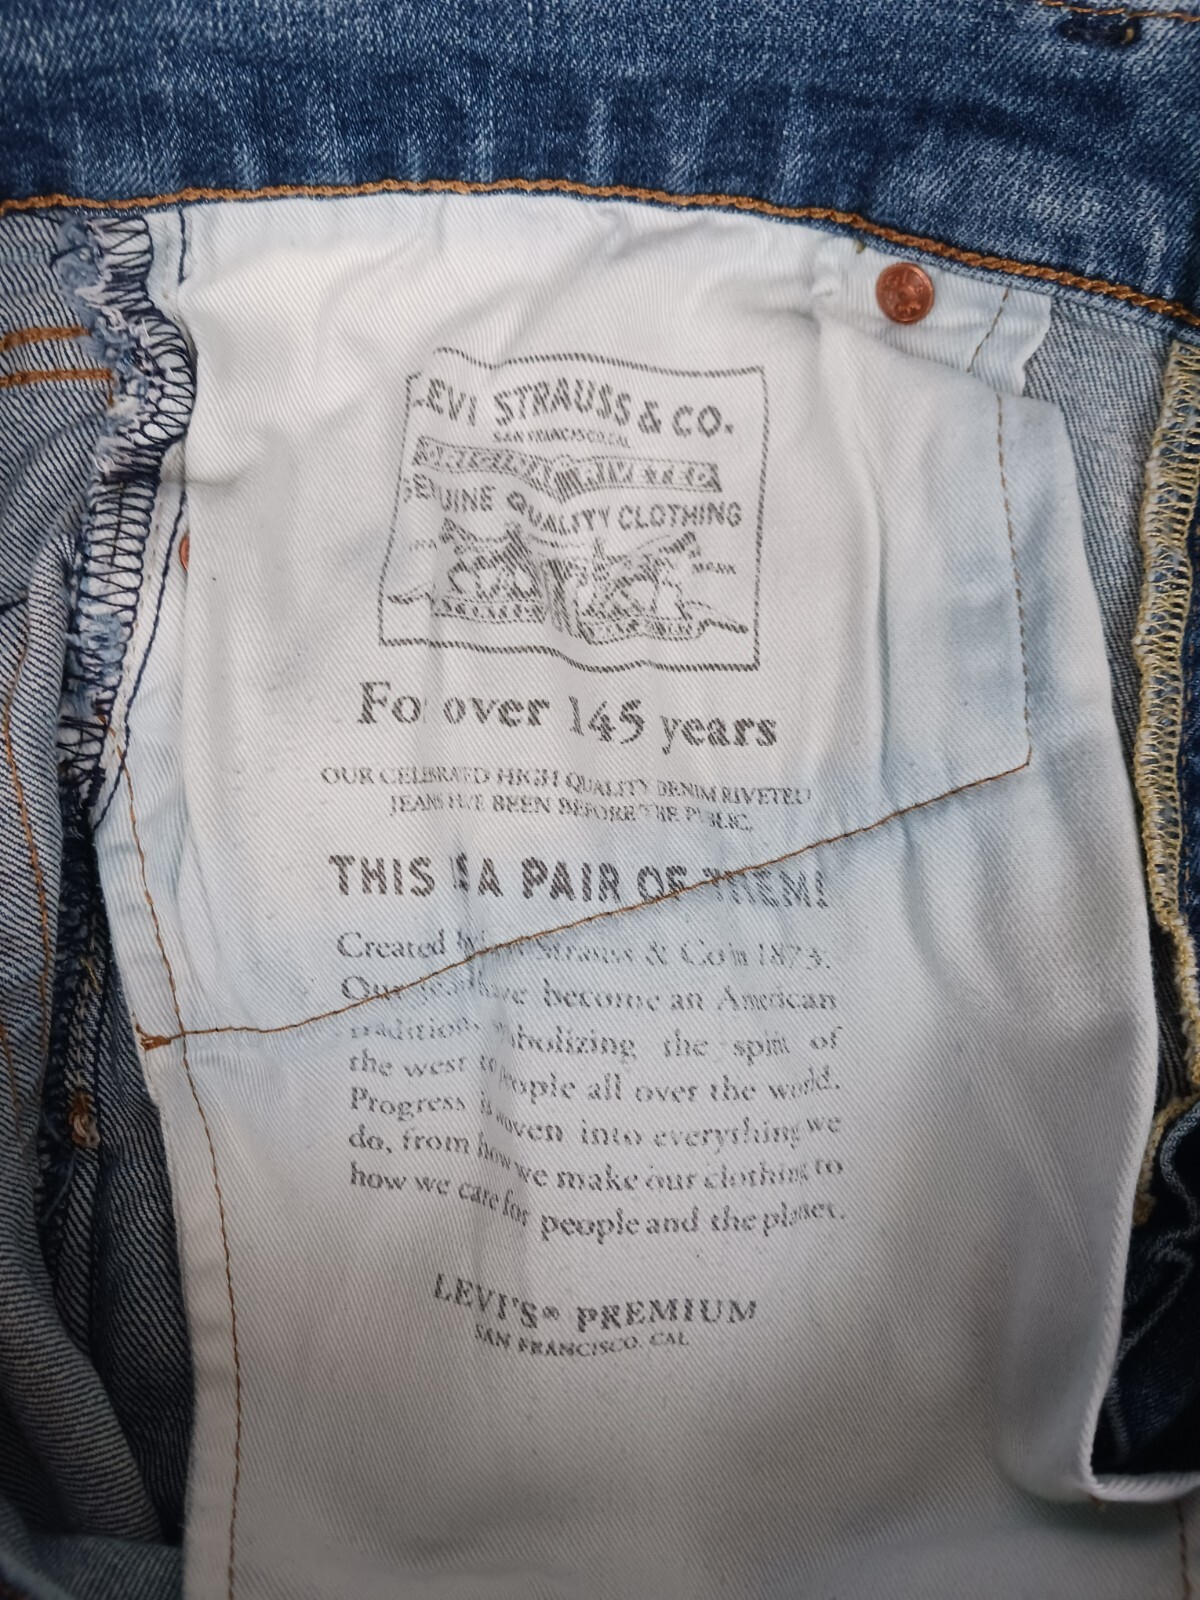 LEVI STRAUSS & CO.
SAN FRANCISCO, CAL
GENUINE QUALITY CLOTHING
MARK
For over 145 years
OUR CELEBRATED HIGH QUALITY DENIM RIVETED
JEANS HAVE BEEN BEFORE THE PUBLIC.
THIS IS A PAIR OF THEM!
Created Strauss & Co in 1873.
Our have become an American
tradition, symbolizing the spirit of
the west to people all over the world.
Progress is woven into everything we
do, from how we make our clothing to
how we care for people and the planet.
LEVI'S® PREMIUM
SAN FRANCISCO. CAL